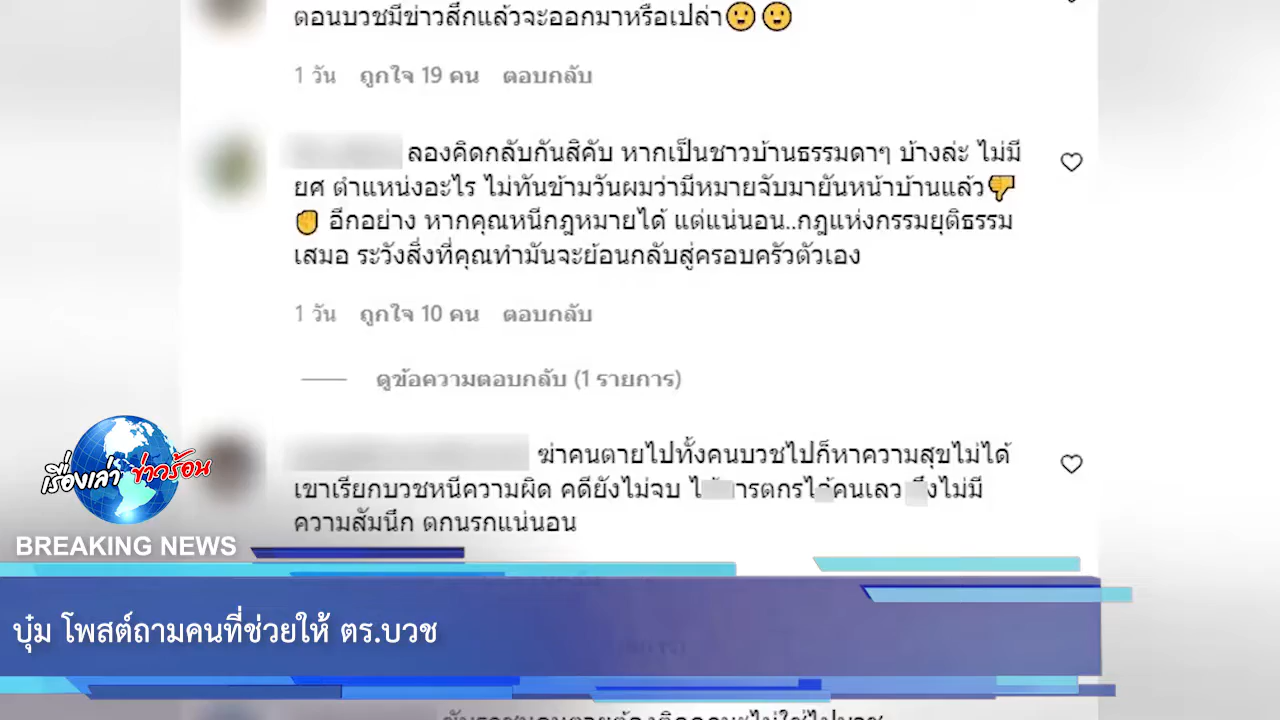 ตอนบวชมีข่าวสึกแล้วจะออกมาหรือเปล่า😮😮
1 วัน ถูกใจ 19 คน ตอบกลับ
ลองคิดกลับกันสิคับ หากเป็นชาวบ้านธรรมดาๆ บ้างล่ะ ไม่มี
ยศ ตำแหน่งอะไร ไม่ทันข้ามวันผมว่ามีหมายจับมายันหน้าบ้านแล้ว👎
✊ อีกอย่าง หากคุณหนีกฎหมายได้ แต่แน่นอน..กฎแห่งกรรมยุติธรรม
เสมอ ระวังสิ่งที่คุณทำมันจะย้อนกลับสู่ครอบครัวตัวเอง
1 วัน ถูกใจ 10 คน ตอบกลับ
ดูข้อความตอบกลับ (1 รายการ)
ฆ่าคนตายไปทั้งคนบวชไปก็หาความสุขไม่ได้
เขาเรียกบวชหนีความผิด คดียังไม่จบ
ความสัมนึก ตกนรกแน่นอน
เรื่องเล่า ข่าวร้อน
BREAKING NEWS
บุ๋ม โพสต์ถามคนที่ช่วยให้ ตร.บวช